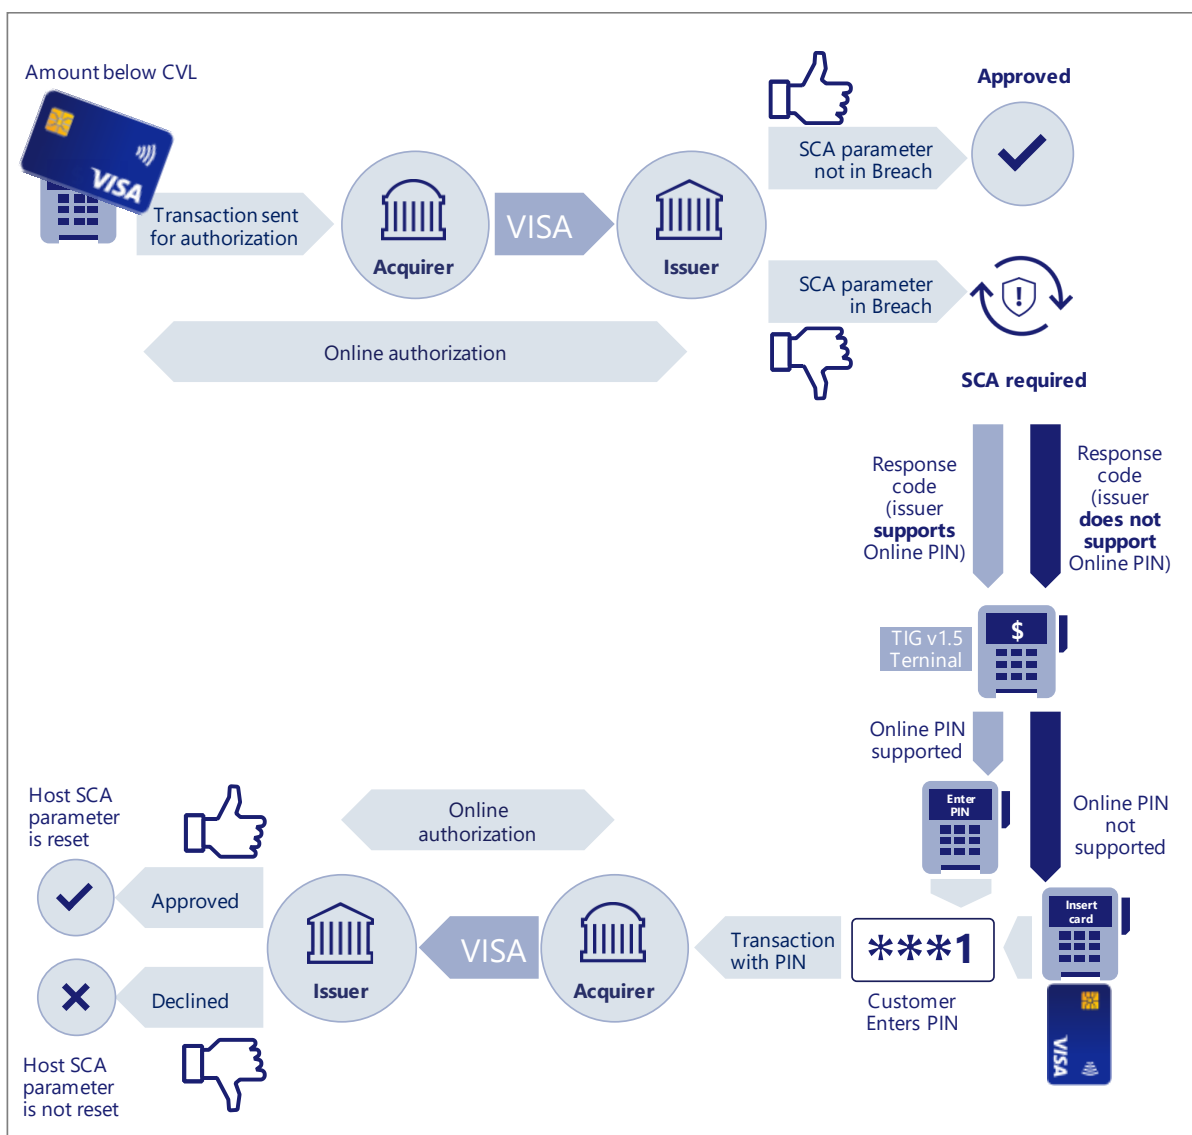 Amount below CVL
VISA
Transaction sent
for authorization
Acquirer
VISA
Issuer
SCA parameter
not in Breach
Approved
SCA parameter
in Breach
SCA required
Online authorization
Response
code
(issuer
supports
Online PIN)
Response
code
(issuer
does not
support
Online PIN)
TIG v1.5
Terninal
$
Online PIN
supported
Online PIN
not
supported
Enter
PIN
Insert
card
VISA
***1
Customer
Enters PIN
Transaction
with PIN
Online
authorization
Acquirer
VISA
Issuer
Approved
Host SCA
parameter
is reset
Declined
Host SCA
parameter
is not reset